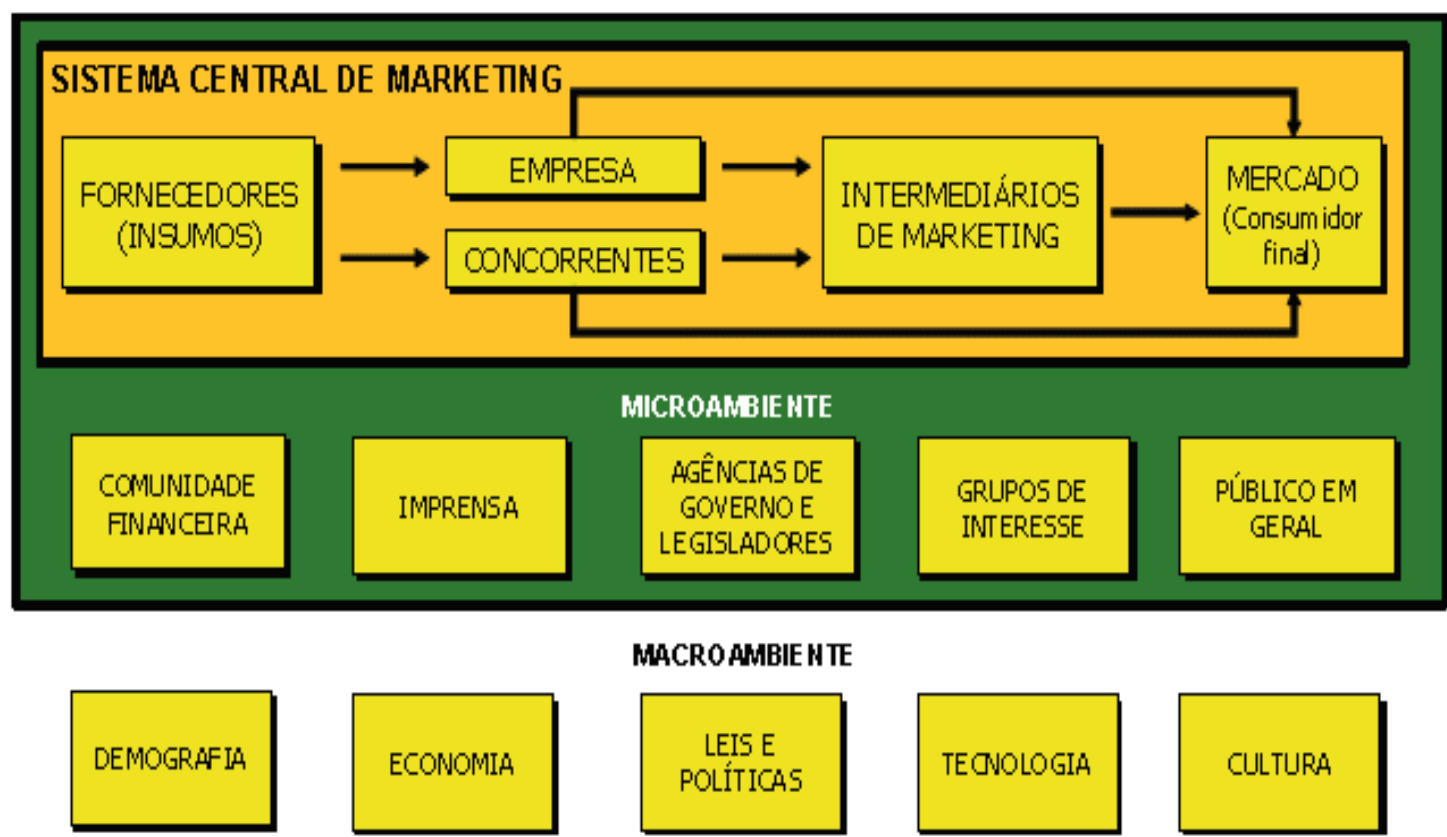 SISTEMA CENTRAL DE MARKETING
FORNECEDORES
(INSUMOS)
EMPRESA
CONCORRENTES
INTERMEDIÁRIOS
DE MARKETING
MERCADO
(Consumidor
final)
MICROAMBIENTE
COMUNIDADE
FINANCEIRA
IMPRENSA
AGÊNCIAS DE
GOVERNO E
LEGISLADORES
GRUPOS DE
INTERESSE
PÚBLICO EM
GERAL
MACROAMBIENTE
DEMOGRAFIA
ECONOMIA
LEIS E
POLÍTICAS
TECNOLOGIA
CULTURA